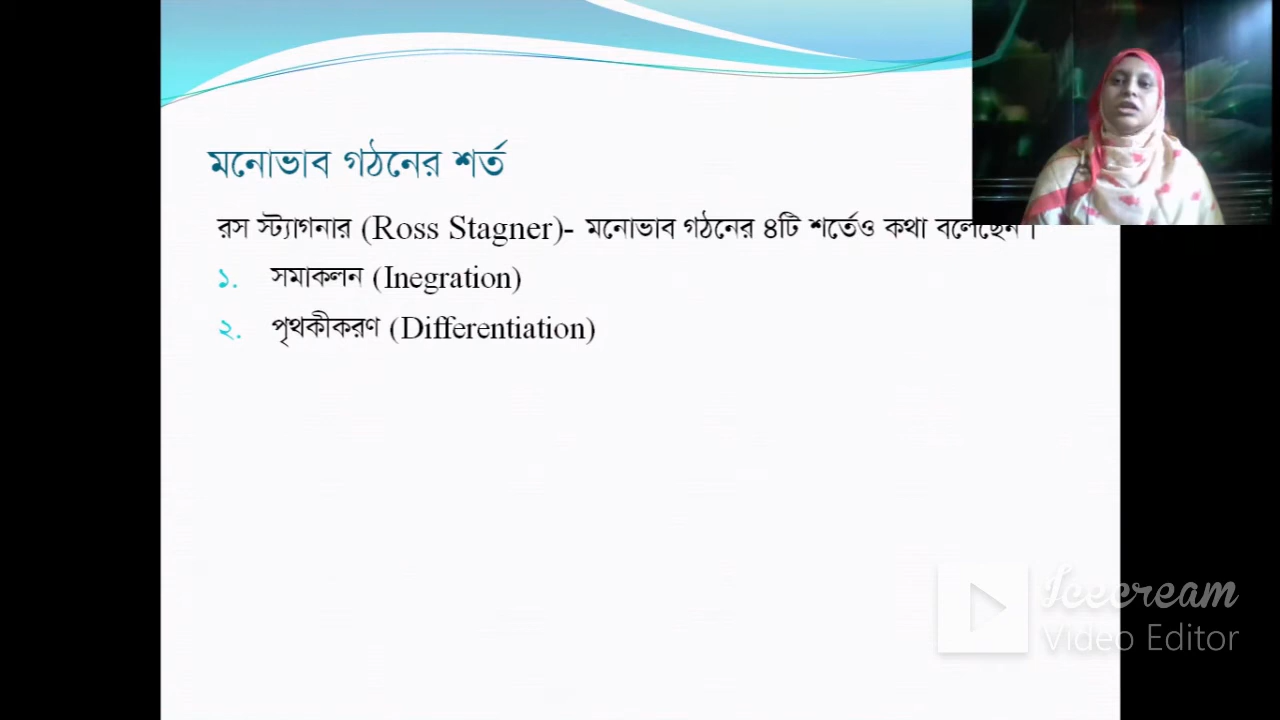 মনোভাব গঠনের শর্ত
রস স্ট্যাগনার (Ross Stagner)- মনোভাব গঠনের ৪টি শর্তেও কথা বলেছেন।
১. সমাকলন (Inegration)
২. পৃথকীকরণ (Differentiation)
Icecream
Video Editor